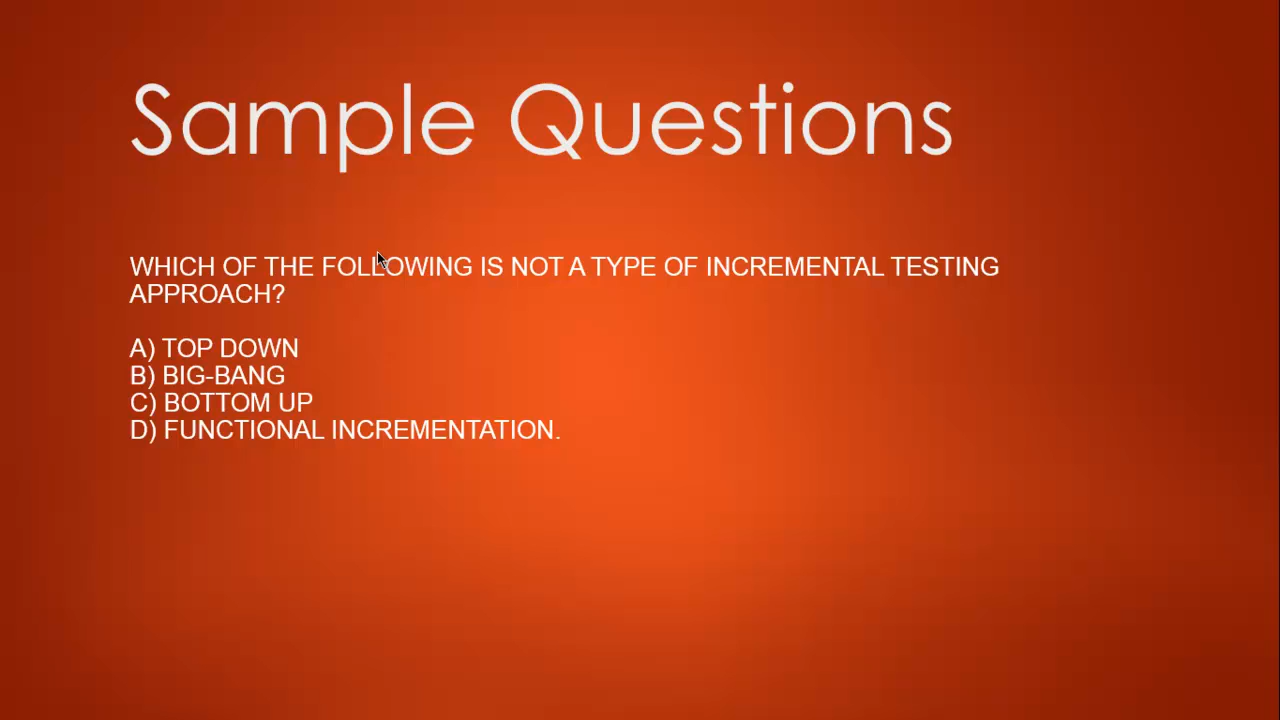 Sample Questions
WHICH OF THE FOLLOWING IS NOT A TYPE OF INCREMENTAL TESTING
APPROACH?
A) TOP DOWN
B) BIG-BANG
C) BOTTOM UP
D) FUNCTIONAL INCREMENTATION.